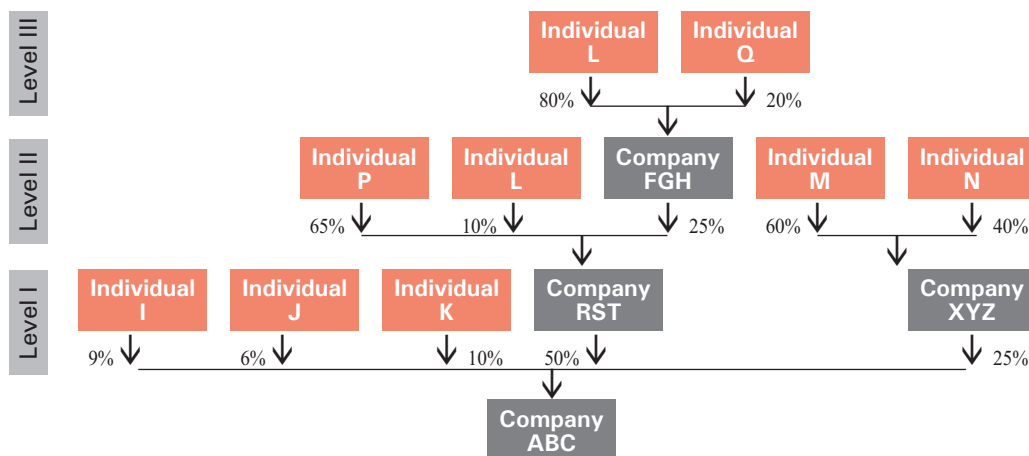 Level III
Individual
L
Individual
Q
80%
20%
Level II
Individual
P
Individual
L
Company
FGH
Individual
M
Individual
N
65%
10%
25%
60%
40%
Level I
Individual
I
Individual
J
Individual
K
Company
RST
Company
XYZ
9%
6%
10%
50%
25%
Company
ABC